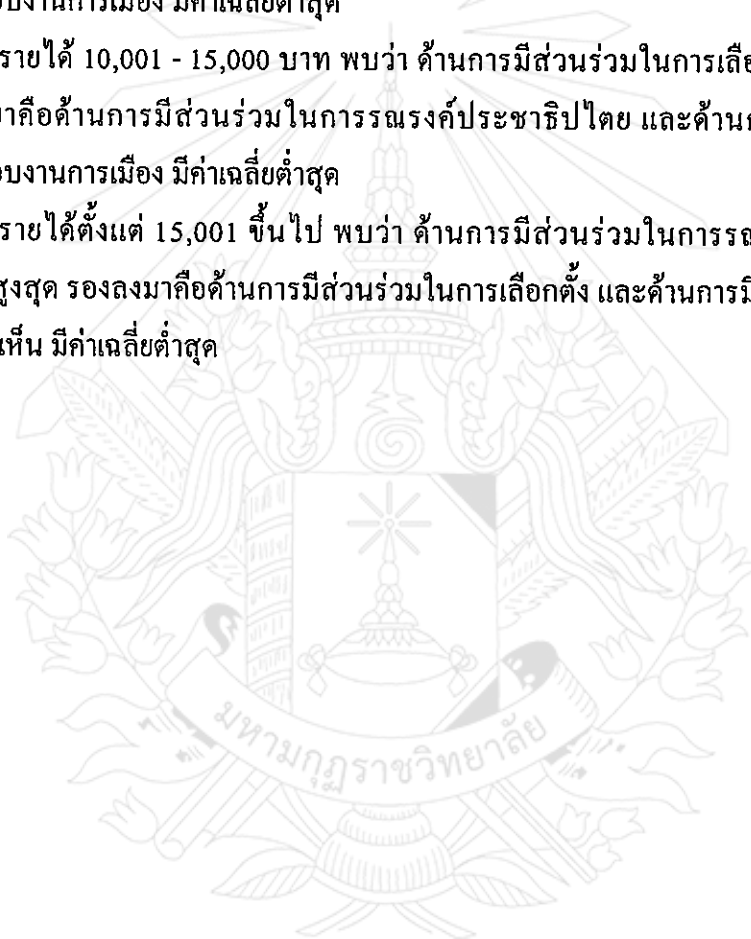 บงานการเมือง มีค่าเฉลี่ยต่ำสุด
รายได้ 10,001 - 15,000 บาท พบว่า ด้านการมีส่วนร่วมในการเลือ
าคือด้านการมีส่วนร่วมในการรณรงค์ประชาธิปไตย และด้านก
อบงานการเมือง มีค่าเฉลี่ยต่ำสุด
รายได้ตั้งแต่ 15,001 ขึ้นไป พบว่า ด้านการมีส่วนร่วมในการรณ
สูงสุด รองลงมาคือด้านการมีส่วนร่วมในการเลือกตั้ง และด้านการมี
นเห็น มีค่าเฉลี่ยต่ำสุด
มหามกุฏราชวิทยาลัย